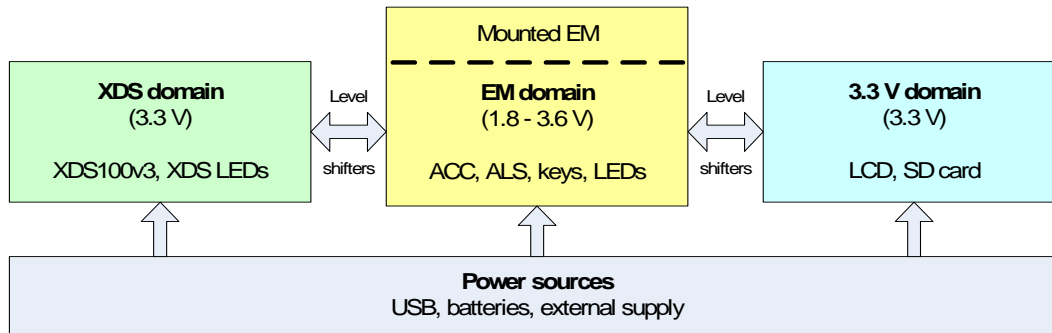 Mounted EM
XDS domain
(3.3 V)
XDS100v3, XDS LEDs
Level
shifters
EM domain
(1.8 - 3.6 V)
ACC, ALS, keys, LEDs
Level
shifters
3.3 V domain
(3.3 V)
LCD, SD card
Power sources
USB, batteries, external supply